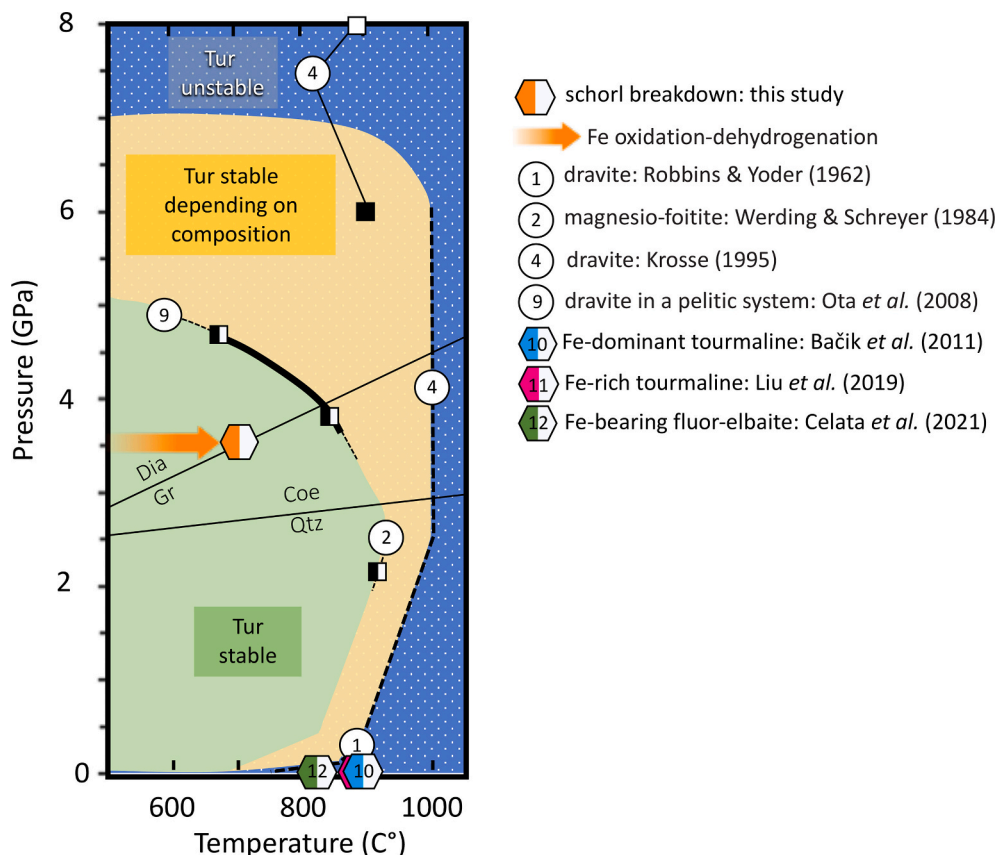 8
Tur
unstable
4
schorl breakdown: this study
Fe oxidation-dehydrogenation
Tur stable
depending on
composition
1 dravite: Robbins & Yoder (1962)
6
2 magnesio-foitite: Werding & Schreyer (1984)
4 dravite: Krosse (1995)
9 dravite in a pelitic system: Ota et al. (2008)
9
10 Fe-dominant tourmaline: Bačik et al. (2011)
11 Fe-rich tourmaline: Liu et al. (2019)
12 Fe-bearing fluor-elbaite: Celata et al. (2021)
Pressure (GPa)
4
4
Dia
Gr
Coe
Qtz
2
2
Tur
stable
1
0
12
10
600
800
1000
Temperature (C°)